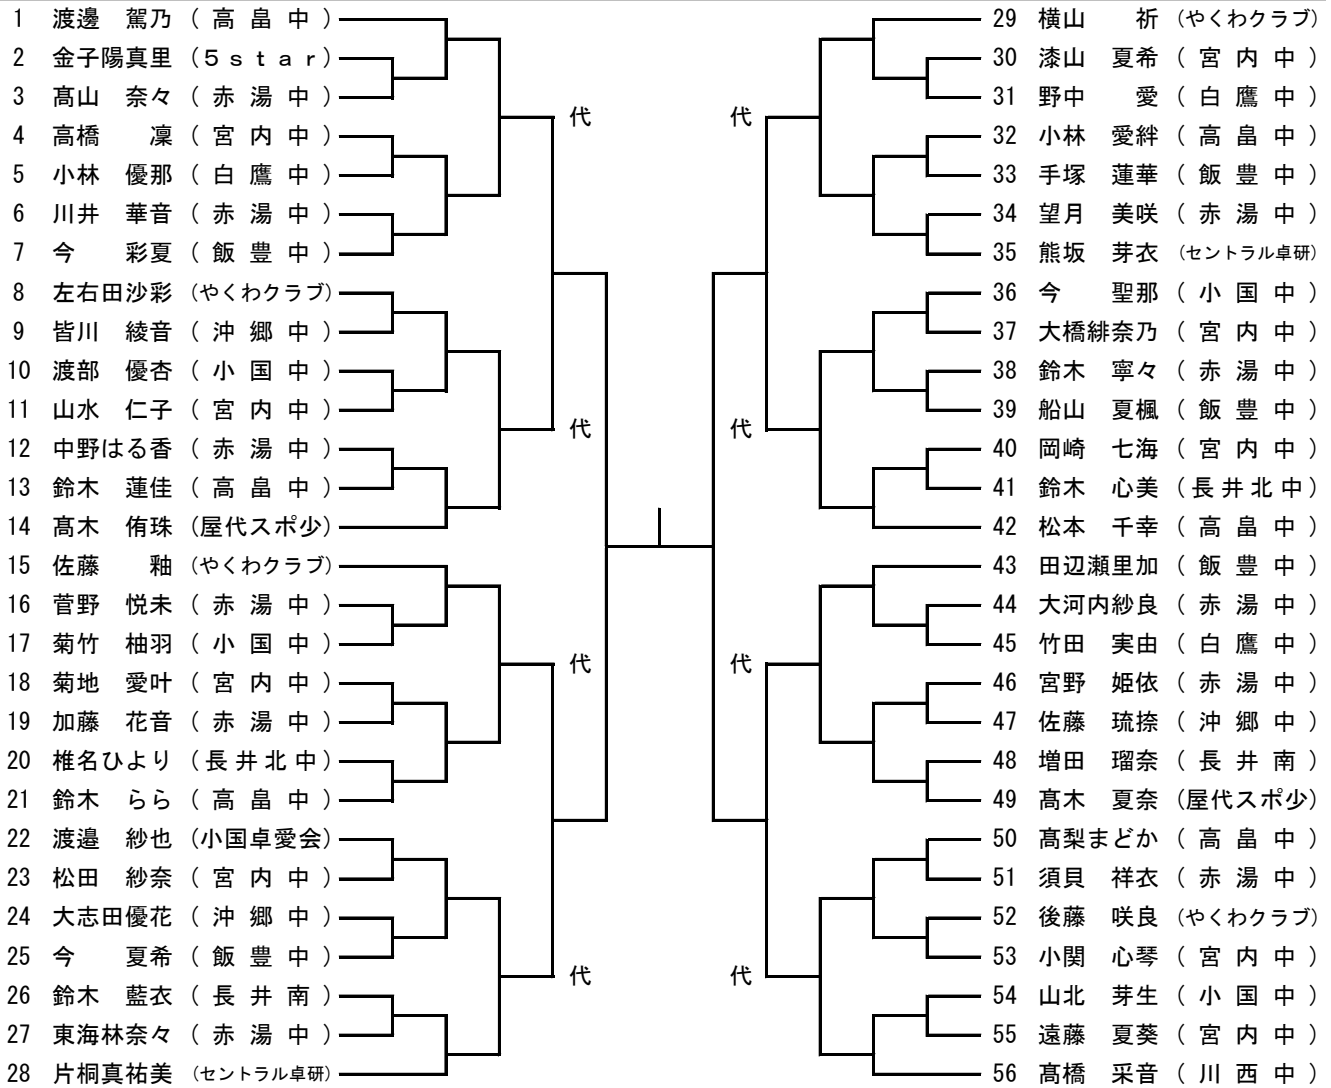 1 渡邊 駕乃 ( 高 畠 中 )
2 金子陽真里 (5ｓｔａｒ)
3 髙山 奈々 ( 赤 湯 中 )
代
4 高橋 凜 ( 宮 内 中 )
5 小林 優那 ( 白 鷹 中 )
6 川井 華音 ( 赤 湯 中 )
7 今 彩夏 ( 飯 豊 中 )
8 左右田沙彩 (やくわクラブ)
9 皆川 綾音 ( 沖 郷 中 )
10 渡部 優杏 ( 小 国 中 )
11 山水 仁子 ( 宮 内 中 )
代
12 中野はる香 ( 赤 湯 中 )
13 鈴木 蓮佳 ( 高 畠 中 )
14 髙木 侑珠 (屋代スポ少)
15 佐藤 釉 (やくわクラブ)
16 菅野 悦未 ( 赤 湯 中 )
17 菊竹 柚羽 ( 小 国 中 )
代
18 菊地 愛叶 ( 宮 内 中 )
19 加藤 花音 ( 赤 湯 中 )
20 椎名ひより ( 長 井 北 中 )
21 鈴木 らら ( 高 畠 中 )
22 渡邉 紗也 (小国卓愛会)
23 松田 紗奈 ( 宮 内 中 )
24 大志田優花 ( 沖 郷 中 )
25 今 夏希 ( 飯 豊 中 )
代
26 鈴木 藍衣 ( 長 井 南 )
27 東海林奈々 ( 赤 湯 中 )
28 片桐真祐美 (セントラル卓研)
29 横山 祈 (やくわクラブ)
30 漆山 夏希 ( 宮 内 中 )
31 野中 愛 ( 白 鷹 中 )
代
32 小林 愛絆 ( 高 畠 中 )
33 手塚 蓮華 ( 飯 豊 中 )
34 望月 美咲 ( 赤 湯 中 )
35 熊坂 芽衣 (セントラル卓研)
36 今 聖那 ( 小 国 中 )
37 大橋緋奈乃 ( 宮 内 中 )
38 鈴木 寧々 ( 赤 湯 中 )
39 船山 夏楓 ( 飯 豊 中 )
代
40 岡崎 七海 ( 宮 内 中 )
41 鈴木 心美 ( 長 井 北 中 )
42 松本 千幸 ( 高 畠 中 )
43 田辺瀬里加 ( 飯 豊 中 )
44 大河内紗良 ( 赤 湯 中 )
45 竹田 実由 ( 白 鷹 中 )
代
46 宮野 姫依 ( 赤 湯 中 )
47 佐藤 琉捺 ( 沖 郷 中 )
48 増田 瑠奈 ( 長 井 南 )
49 髙木 夏奈 (屋代スポ少)
50 髙梨まどか ( 高 畠 中 )
51 須貝 祥衣 ( 赤 湯 中 )
52 後藤 咲良 (やくわクラブ)
53 小関 心琴 ( 宮 内 中 )
代
54 山北 芽生 ( 小 国 中 )
55 遠藤 夏葵 ( 宮 内 中 )
56 髙橋 采音 ( 川 西 中 )